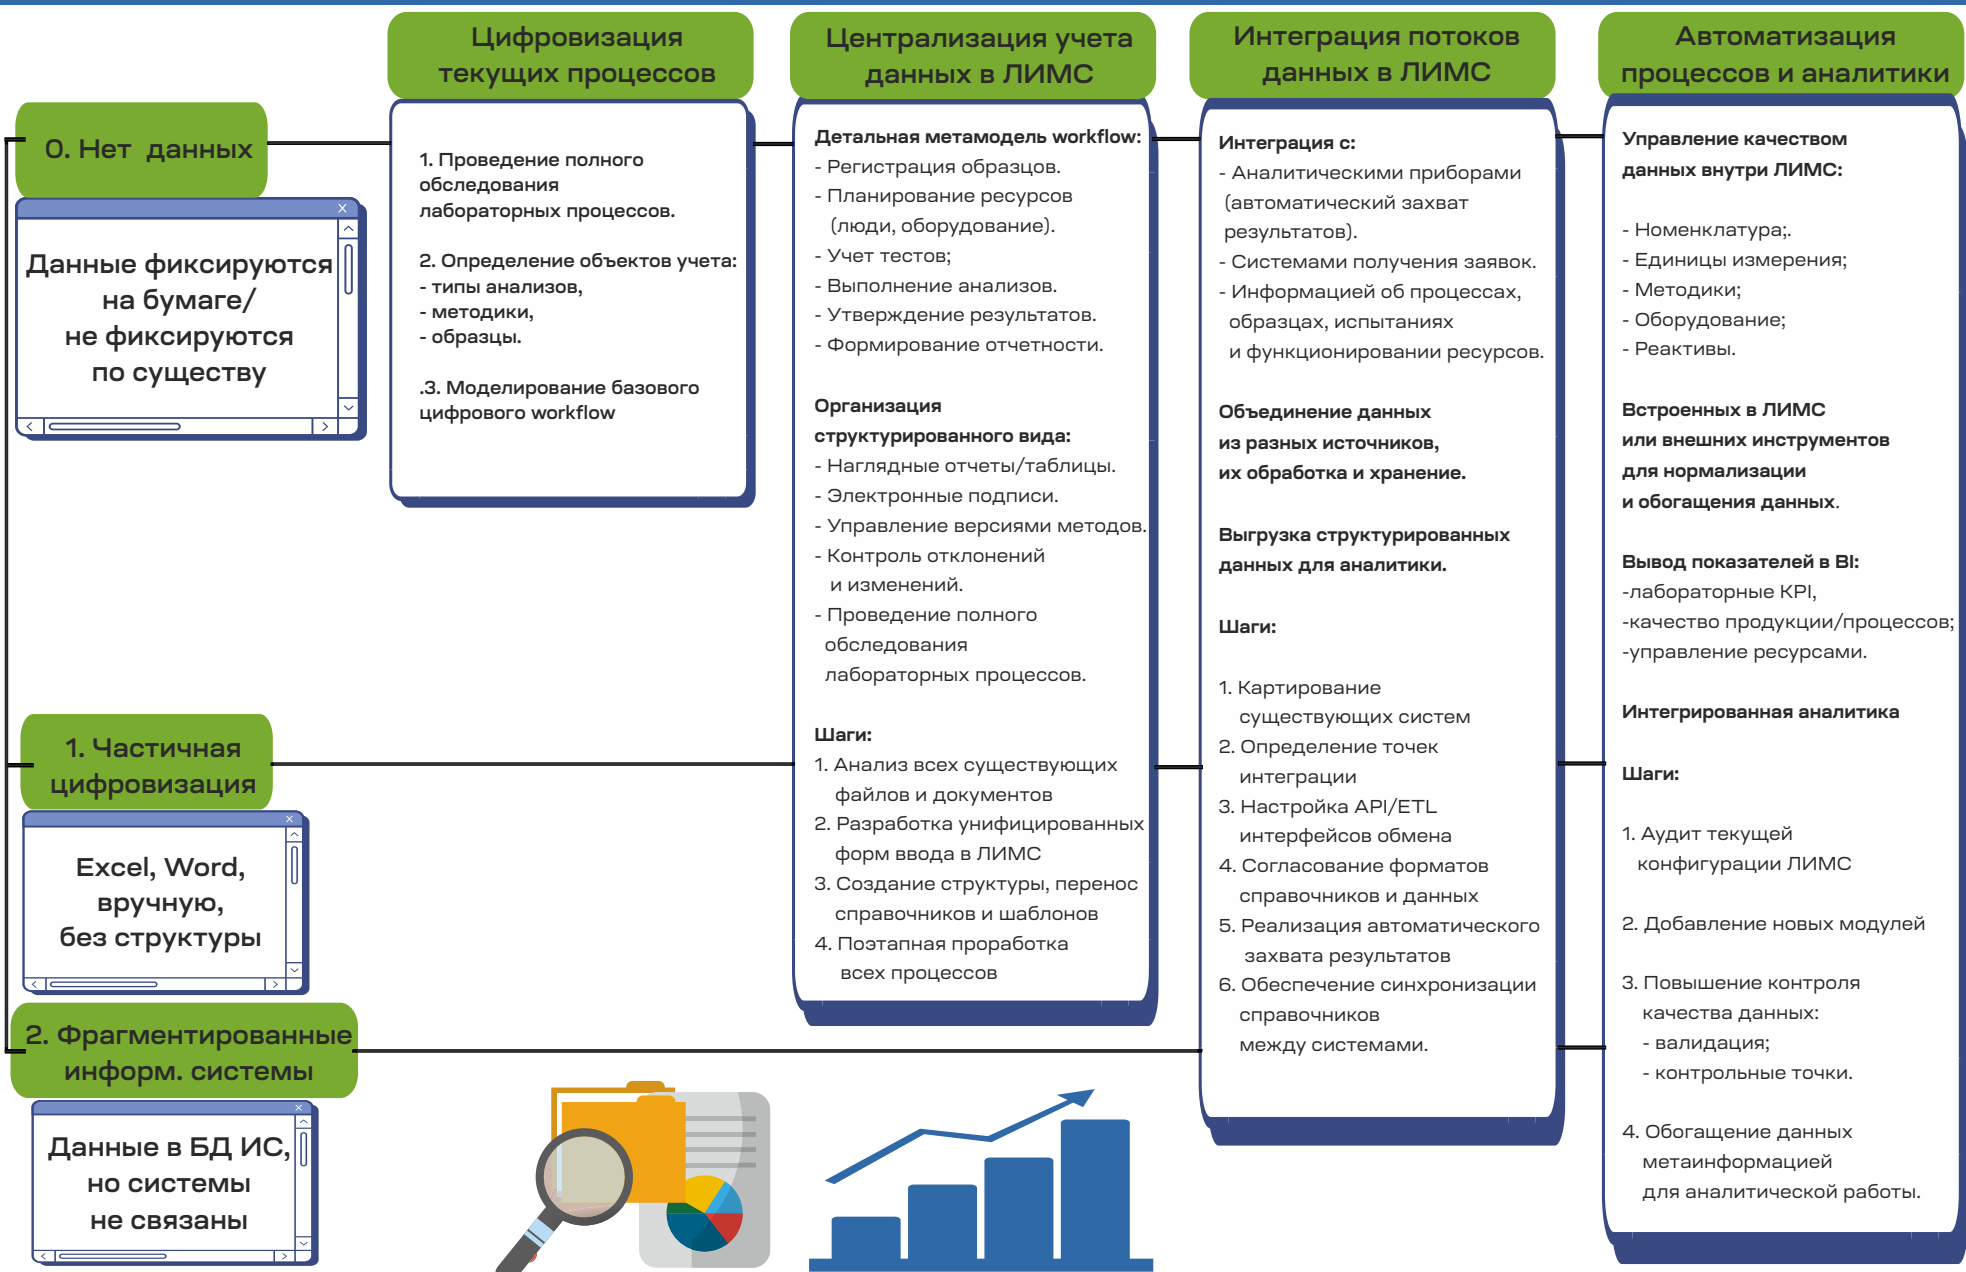 Цифровизация
текущих процессов
Централизация учета
данных в ЛИМС
Интеграция потоков
данных в ЛИМС
Автоматизация
процессов и аналитики
0. Нет данных
Данные фиксируются
на бумаге/
не фиксируются
по существу
1. Проведение полного
обследования
лабораторных процессов.
2. Определение объектов учета:
- типы анализов,
- методики,
- образцы.
.3. Моделирование базового
цифрового workflow
Детальная метамодель workflow:
- Регистрация образцов.
- Планирование ресурсов
(люди, оборудование).
- Учет тестов;
- Выполнение анализов.
- Утверждение результатов.
- Формирование отчетности.
Организация
структурированного вида:
- Наглядные отчеты/таблицы.
- Электронные подписи.
- Управление версиями методов.
- Контроль отклонений
и изменений.
- Проведение полного
обследования
лабораторных процессов.
Шаги:
1. Анализ всех существующих
файлов и документов
2. Разработка унифицированных
форм ввода в ЛИМС
3. Создание структуры, перенос
справочников и шаблонов
4. Поэтапная проработка
всех процессов
Интеграция с:
- Аналитическими приборами
(автоматический захват
результатов).
- Системами получения заявок.
- Информацией об процессах,
образцах, испытаниях
и функционировании ресурсов.
Объединение данных
из разных источников,
их обработка и хранение.
Выгрузка структурированных
данных для аналитики.
Шаги:
1. Картирование
существующих систем
2. Определение точек
интеграции
3. Настройка API/ETL
интерфейсов обмена
4. Согласование форматов
справочников и данных
5. Реализация автоматического
захвата результатов
6. Обеспечение синхронизации
справочников
между системами.
Управление качеством
данных внутри ЛИМС:
- Номенклатура;.
- Единицы измерения;
- Методики;
- Оборудование;
- Реактивы.
Встроенных в ЛИМС
или внешних инструментов
для нормализации
и обогащения данных.
Вывод показателей в BI:
-лабораторные KPI,
-качество продукции/процессов;
-управление ресурсами.
Интегрированная аналитика
Шаги:
1. Аудит текущей
конфигурации ЛИМС
2. Добавление новых модулей
3. Повышение контроля
качества данных:
- валидация;
- контрольные точки.
4. Обогащение данных
метаинформацией
для аналитической работы.
1. Частичная
цифровизация
Excel, Word,
вручную,
без структуры
2. Фрагментированные
информ. системы
Данные в БД ИС,
но системы
не связаны